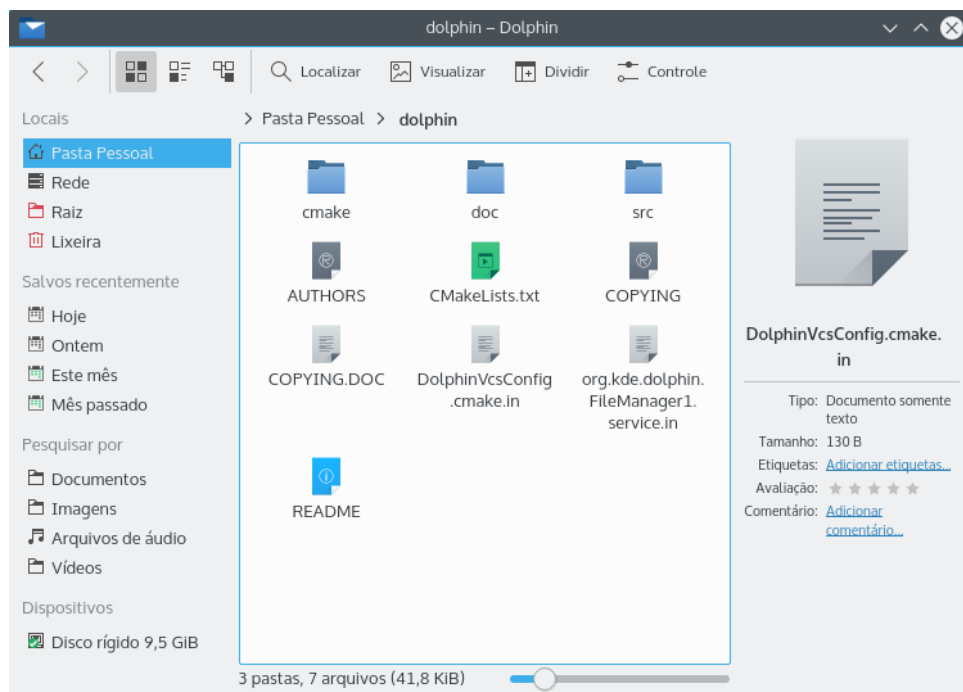 dolphin – Dolphin
Localizar Visualizar Dividir Controle
Locais
Pasta Pessoal
Rede
Raiz
Lixeira
Salvos recentemente
Hoje
Ontem
Este mês
Mês passado
Pesquisar por
Documentos
Imagens
Arquivos de áudio
Vídeos
Dispositivos
Disco rígido 9,5 GiB
> Pasta Pessoal > dolphin
cmake doc src
AUTHORS CMakeLists.txt COPYING
COPYING.DOC
DolphinVcsConfig
.cmake.in
org.kde.dolphin.
FileManager1.
service.in
README
3 pastas, 7 arquivos (41,8 KiB)
DolphinVcsConfig.cmake.
in
Tipo: Documento somente
texto
Tamanho: 130 B
Etiquetas: Adicionar etiquetas...
Avaliação:
Comentário: Adicionar
comentário...